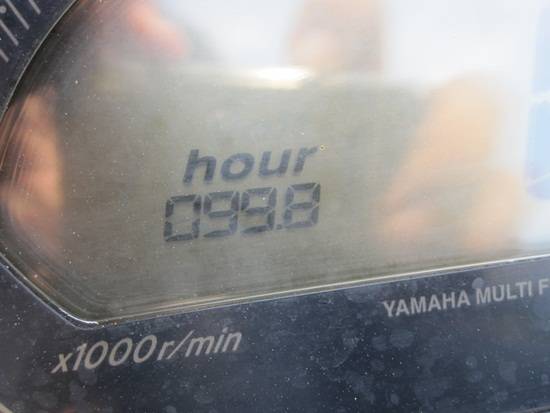 hour
099.8
YAMAHA MULTI F
x1000r/min